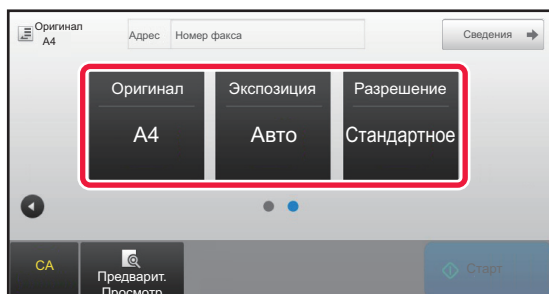 Оригинал
A4
Адрес Номер факса
Сведения
Оригинал
A4
Экспозиция
Авто
Разрешение
Стандартное
CA
Предварит.
Просмотр
Старт